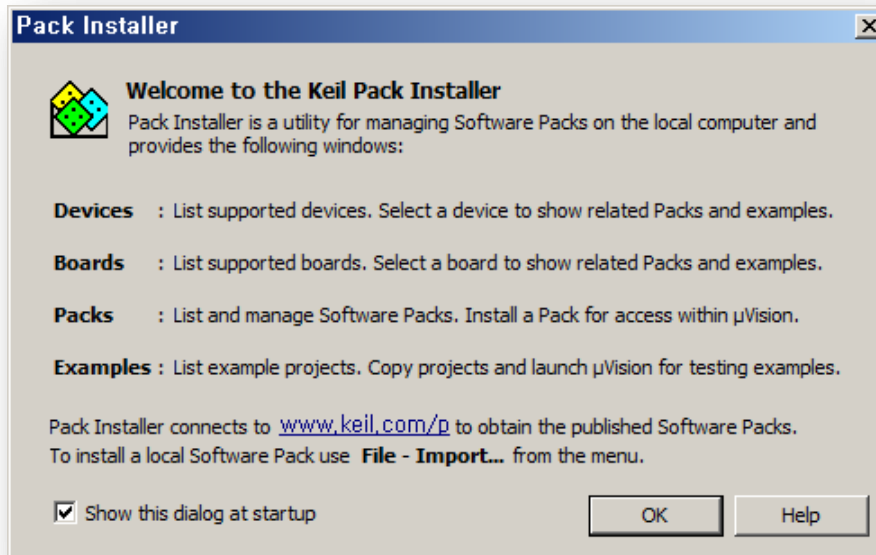 Pack Installer
Welcome to the Keil Pack Installer
Pack Installer is a utility for managing Software Packs on the local computer and
provides the following windows:
Devices : List supported devices. Select a device to show related Packs and examples.
Boards : List supported boards. Select a board to show related Packs and examples.
Packs : List and manage Software Packs. Install a Pack for access within µVision.
Examples : List example projects. Copy projects and launch µVision for testing examples.
Pack Installer connects to www.keil.com/p to obtain the published Software Packs.
To install a local Software Pack use File - Import... from the menu.
Show this dialog at startup
OK
Help